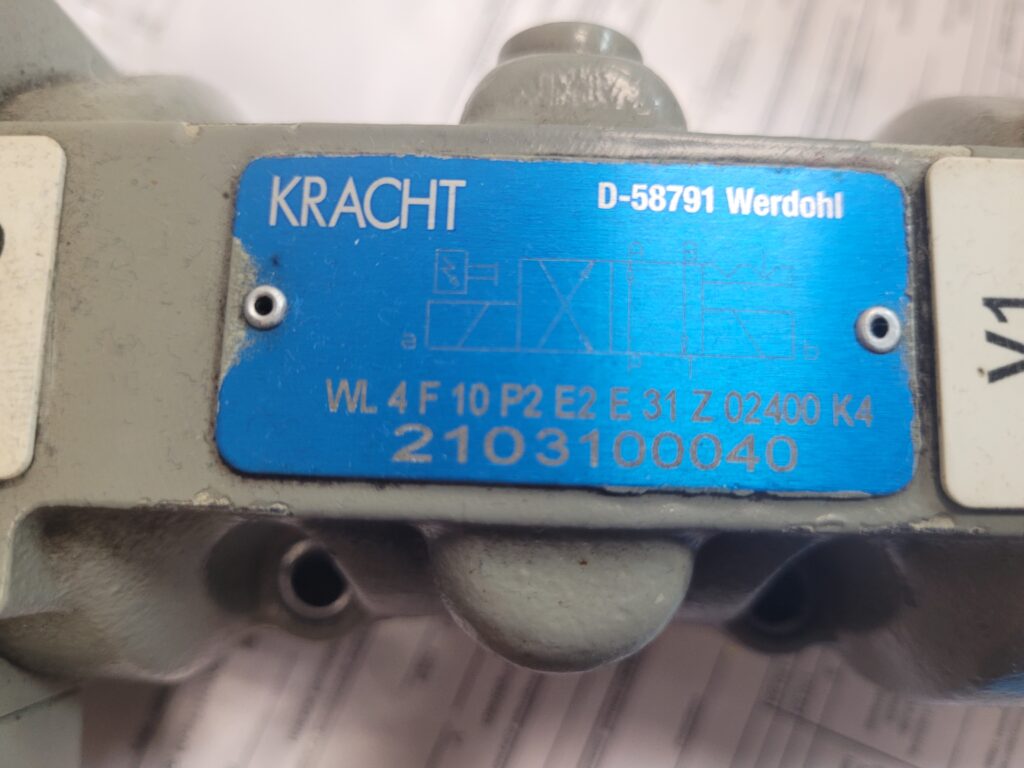 KRACHT
D-58791 Werdohl
a
b
WL 4 F 10 P2 E2 E 31 Z 02400 K4
2103100040
V1